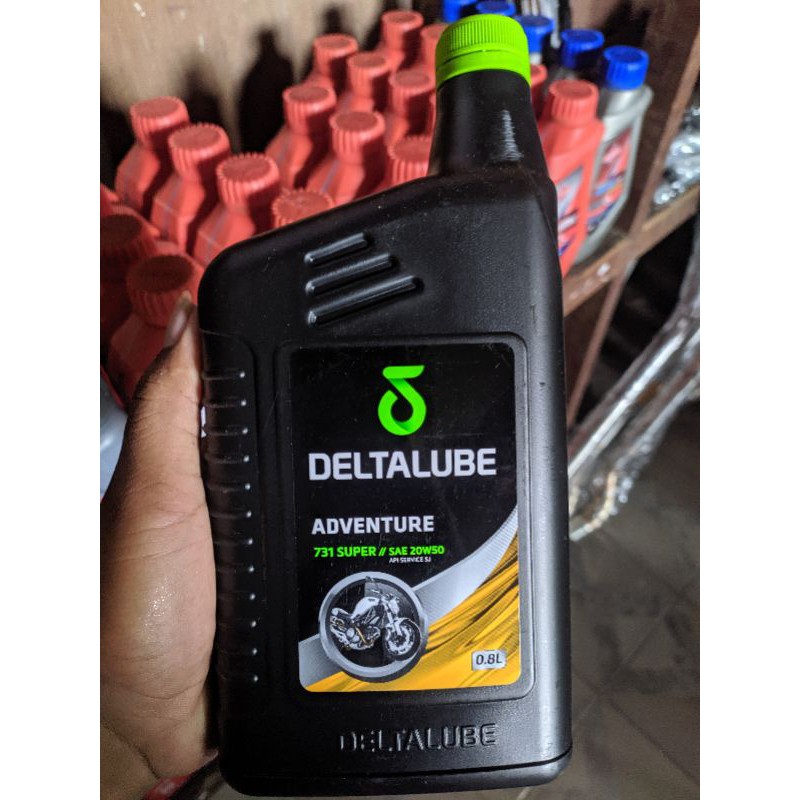 DELTALUBE
ADVENTURE
731 SUPER // SAE 20W50
API SERVICE SJ
0.8L
DELTALUBE